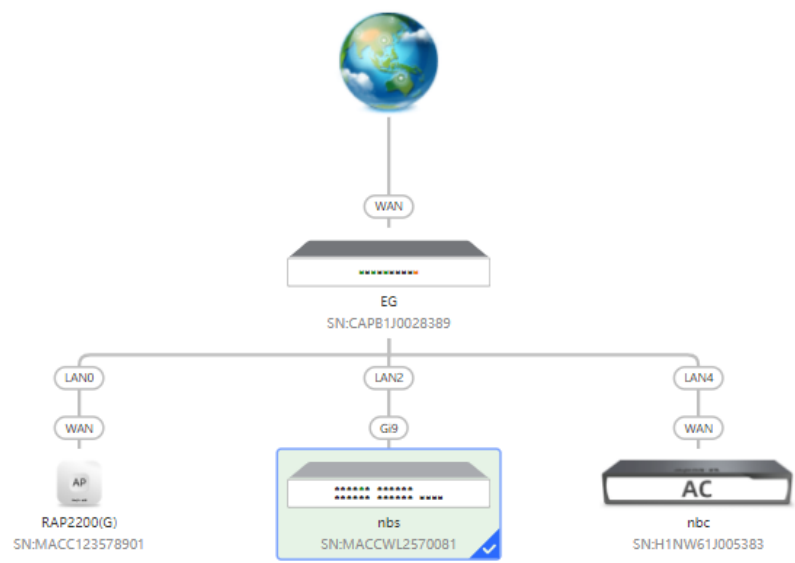 WAN
EG
SN:CAPB1J0028389
LAN0
LAN2
LAN4
WAN
Gi9
WAN
AP
AC
RAP2200(G)
nbs
nbc
SN:MACC123578901
SN:MACCWL2570081
SN:H1NW61J005383